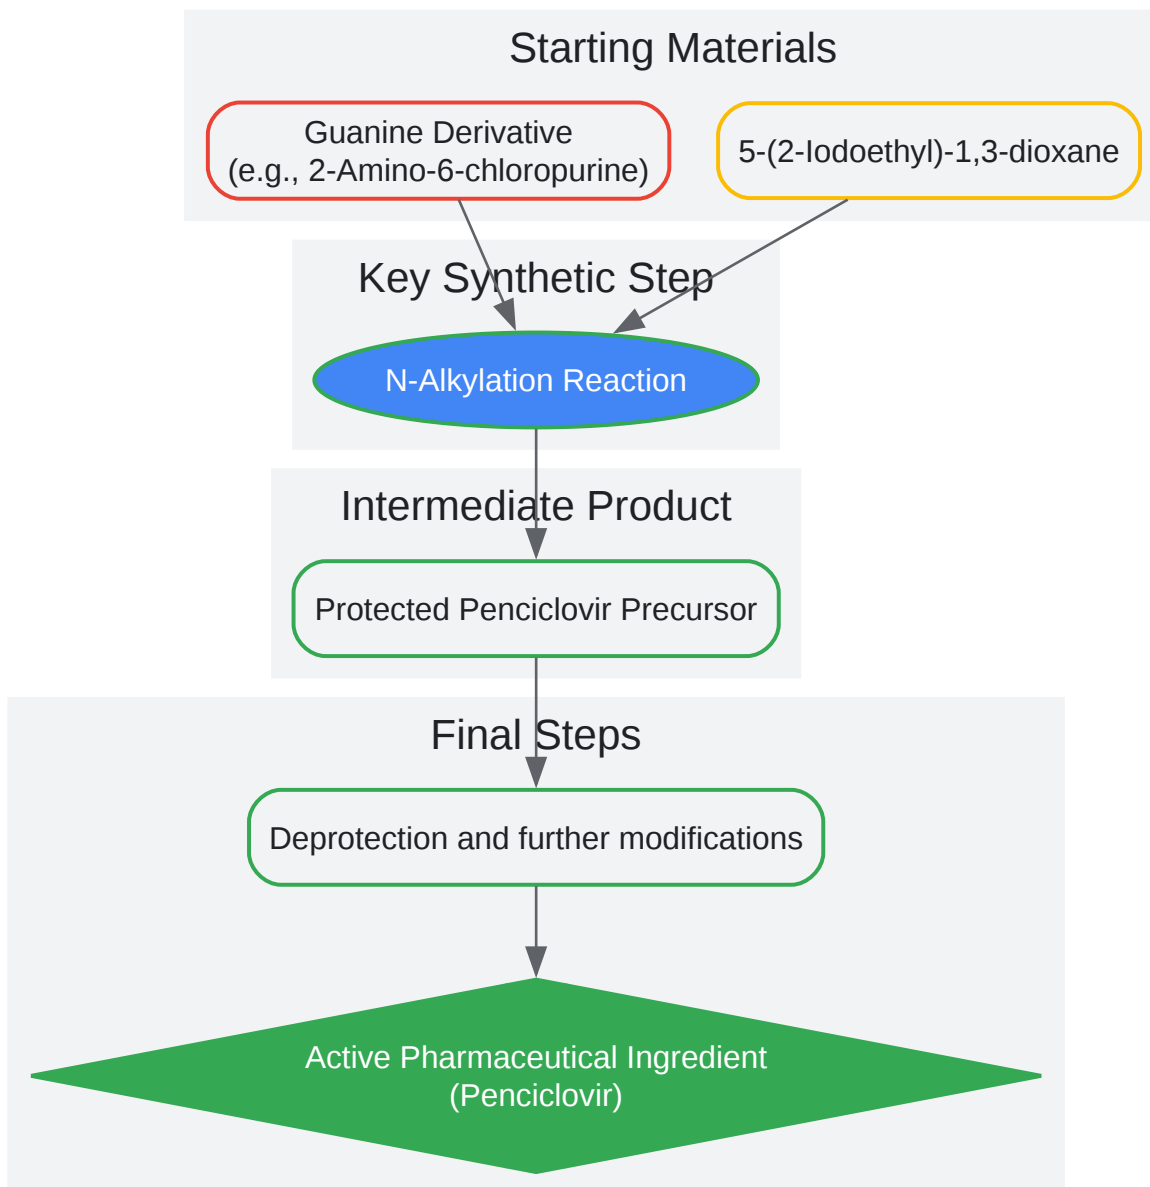 Starting Materials
Guanine Derivative
(e.g., 2-Amino-6-chloropurine)
5-(2-Iodoethyl)-1,3-dioxane
Key Synthetic Step
N-Alkylation Reaction
Intermediate Product
Protected Penciclovir Precursor
Final Steps
Deprotection and further modifications
Active Pharmaceutical Ingredient
(Penciclovir)